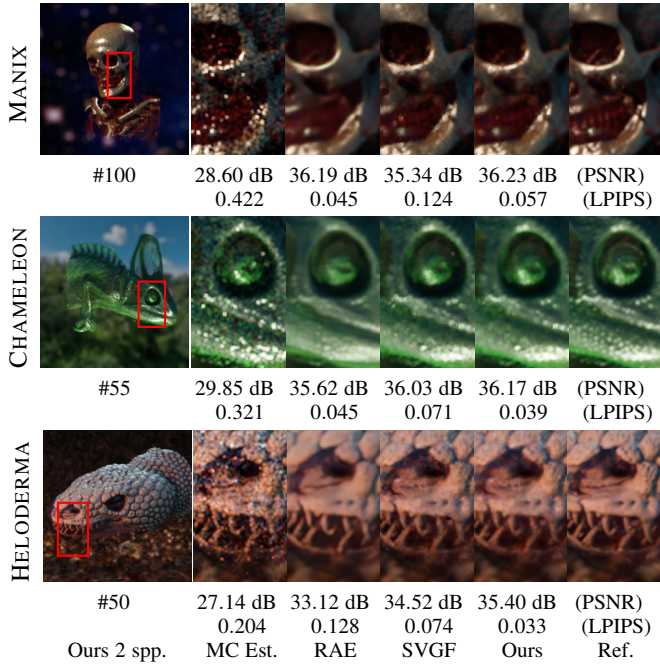 MANIX
#100
28.60 dB 36.19 dB 35.34 dB 36.23 dB (PSNR)
0.422 0.045 0.124 0.057 (LPIPS)
CHAMELEON
#55
29.85 dB 35.62 dB 36.03 dB 36.17 dB (PSNR)
0.321 0.045 0.071 0.039 (LPIPS)
HELODERMA
#50
27.14 dB 33.12 dB 34.52 dB 35.40 dB (PSNR)
0.204 0.128 0.074 0.033 (LPIPS)
Ours 2 spp. MC Est. RAE SVGF Ours Ref.